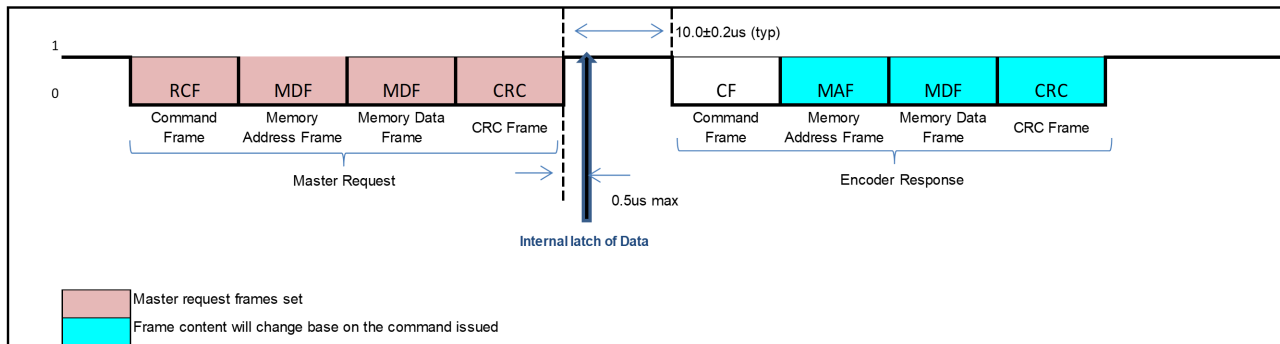 10.0±0.2us (typ)
1
0
RCF MDF MDF CRC CF MAF MDF CRC
Command Frame Memory Address Frame Memory Data Frame CRC Frame Command Frame Memory Address Frame Memory Data Frame CRC Frame
Master Request Encoder Response
0.5us max
Internal latch of Data
Master request frames set
Frame content will change base on the command issued